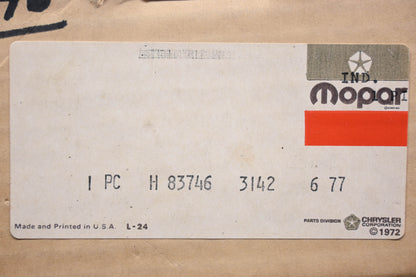 IND.
mopar
1 PC H 83746 3142 6 77
Made and Printed in U.S.A. L-24
PARTS DIVISION CHRYSLER CORPORATION
© 1972